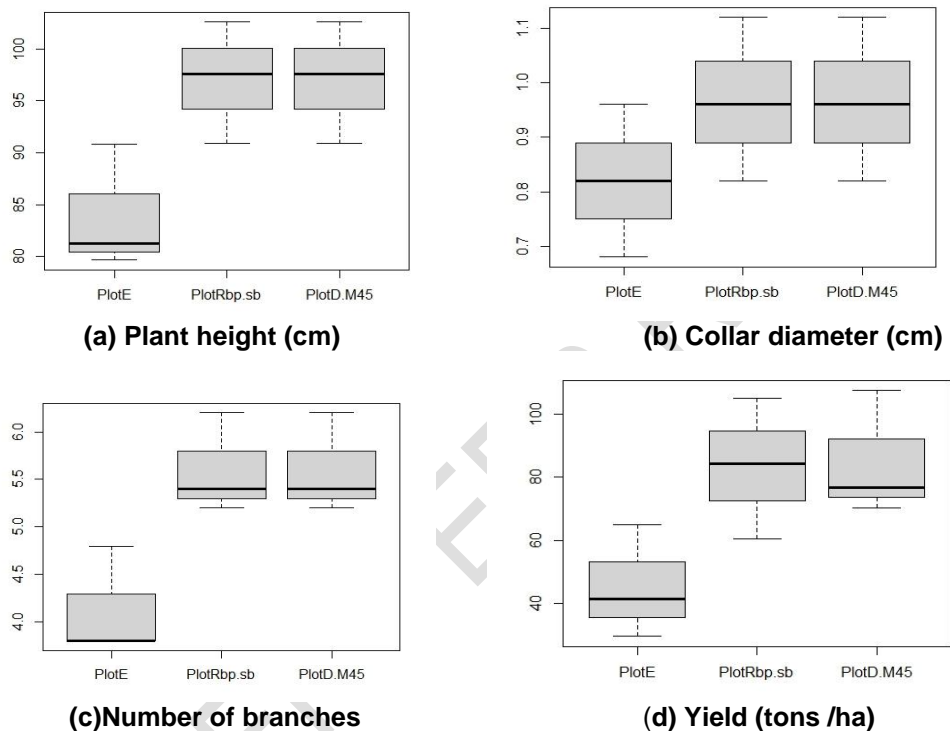 100
95
90
85
80
PlotE PlotRbp.sb PlotD.M45
(a) Plant height (cm)
1.1
1.0
0.9
0.8
0.7
PlotE PlotRbp.sb PlotD.M45
(b) Collar diameter (cm)
6.0
5.5
5.0
4.5
4.0
PlotE PlotRbp.sb PlotD.M45
(c)Number of branches
100
80
60
40
PlotE PlotRbp.sb PlotD.M45
(d) Yield (tons /ha)